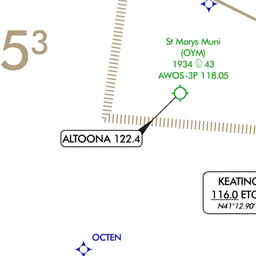 5³
St Marys Muni
(OYM)
1934 Ⓛ 43
AWOS-3P 118.05
ALTOONA 122.4
KEATING
116.0 ETG
N41°12.90'
OCTEN